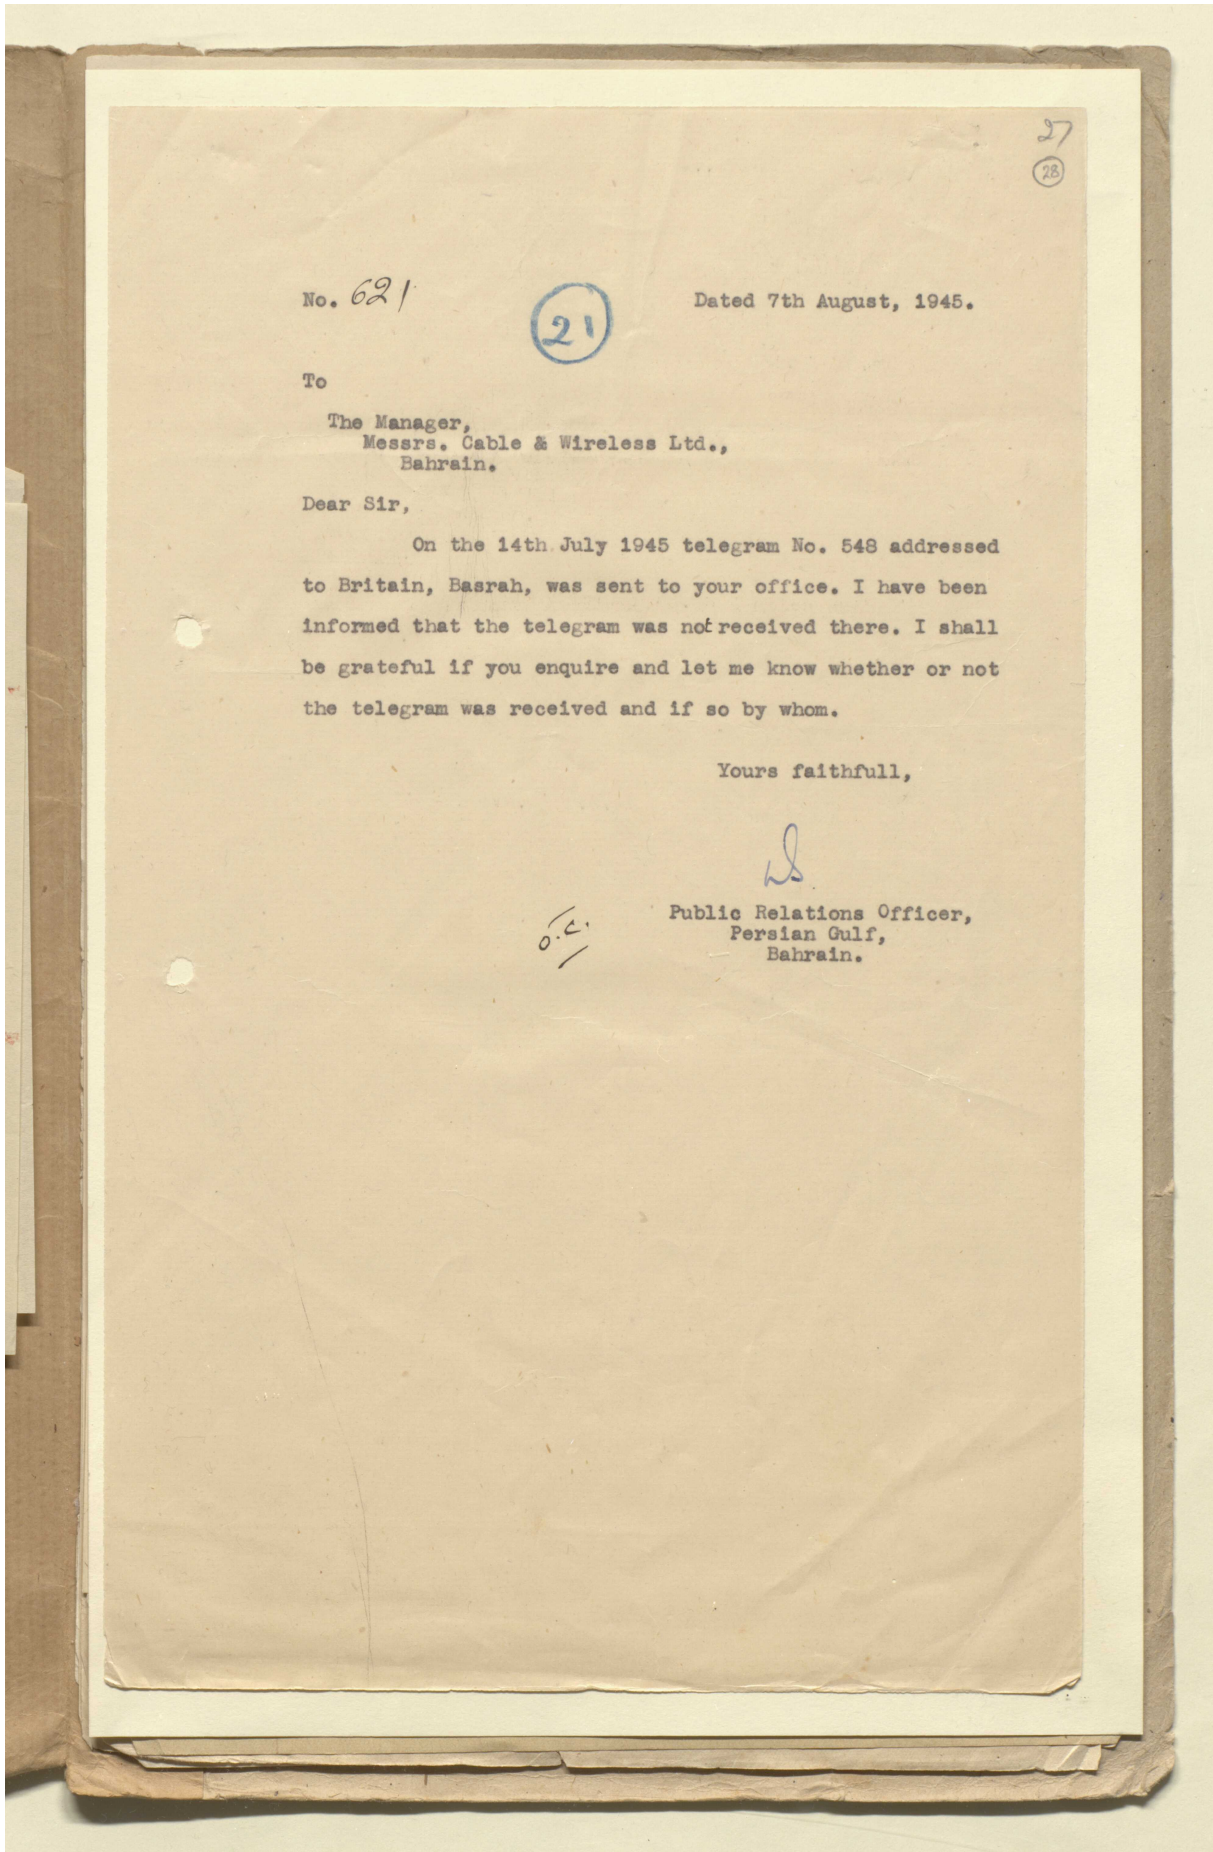 27
28
No. 621
21
Dated 7th August, 1945.
To
The Manager,
Messrs. Cable & Wireless Ltd.,
Bahrain.
Dear Sir,
On the 14th July 1945 telegram No. 548 addressed
to Britain, Basrah, was sent to your office. I have been
informed that the telegram was not received there. I shall
be grateful if you enquire and let me know whether or not
the telegram was received and if so by whom.
Yours faithfull,
Public Relations Officer,
Persian Gulf,
Bahrain.
o.c.